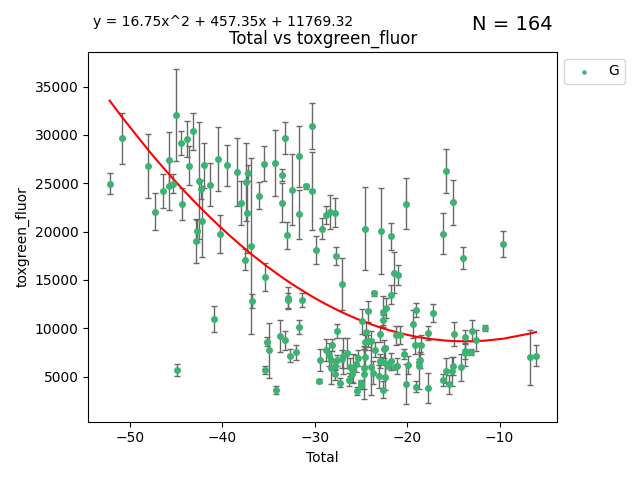 y = 16.75x^2 + 457.35x + 11769.32
N = 164
Total vs toxgreen_fluor
G
35000
30000
25000
20000
15000
10000
5000
toxgreen_fluor
−50
−40
−30
−20
−10
Total